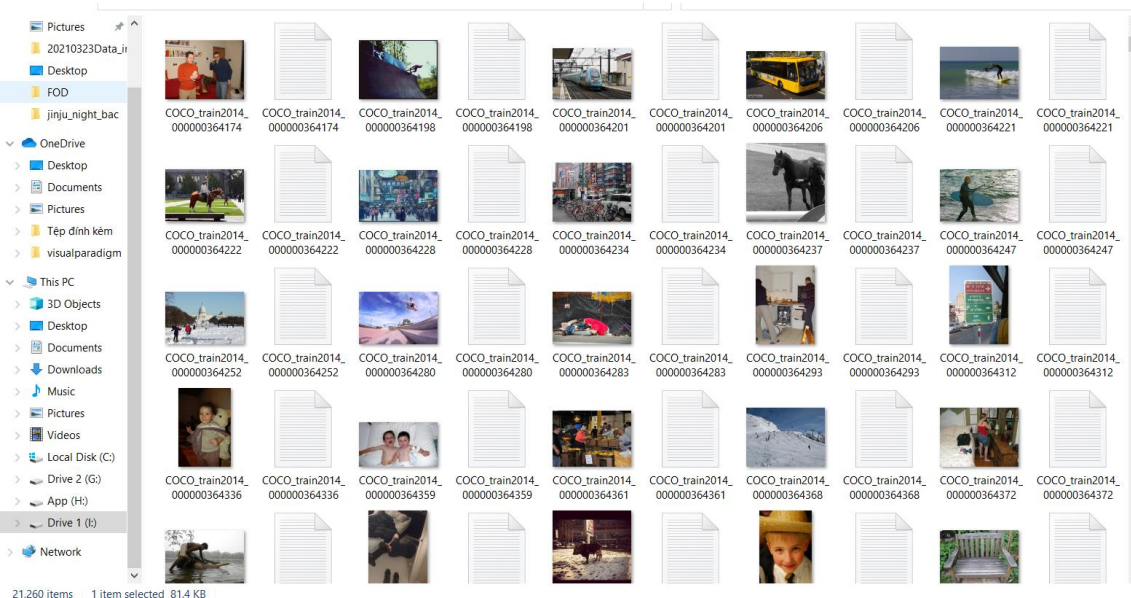 Pictures
20210323Data_ir
Desktop
FOD
jinju_night_bac
OneDrive
Desktop
Documents
Pictures
Tệp đính kèm
visualparadigm
This PC
3D Objects
Desktop
Documents
Downloads
Music
Pictures
Videos
Local Disk (C:)
Drive 2 (G:)
App (H:)
Drive 1 (I:)
Network
COCO_train2014_ COCO_train2014_ COCO_train2014_ COCO_train2014_ COCO_train2014_ COCO_train2014_ COCO_train2014_ COCO_train2014_ COCO_train2014_ COCO_train2014_
000000364174 000000364174 000000364198 000000364198 000000364201 000000364201 000000364206 000000364206 000000364221 000000364221
COCO_train2014_ COCO_train2014_ COCO_train2014_ COCO_train2014_ COCO_train2014_ COCO_train2014_ COCO_train2014_ COCO_train2014_ COCO_train2014_ COCO_train2014_
000000364222 000000364222 000000364228 000000364228 000000364234 000000364234 000000364237 000000364237 000000364247 000000364247
COCO_train2014_ COCO_train2014_ COCO_train2014_ COCO_train2014_ COCO_train2014_ COCO_train2014_ COCO_train2014_ COCO_train2014_ COCO_train2014_ COCO_train2014_
000000364252 000000364252 000000364280 000000364280 000000364283 000000364283 000000364293 000000364293 000000364312 000000364312
COCO_train2014_ COCO_train2014_ COCO_train2014_ COCO_train2014_ COCO_train2014_ COCO_train2014_ COCO_train2014_ COCO_train2014_ COCO_train2014_ COCO_train2014_
000000364336 000000364336 000000364359 000000364359 000000364361 000000364361 000000364368 000000364368 000000364372 000000364372
21,260 items 1 item selected 81.4 KB